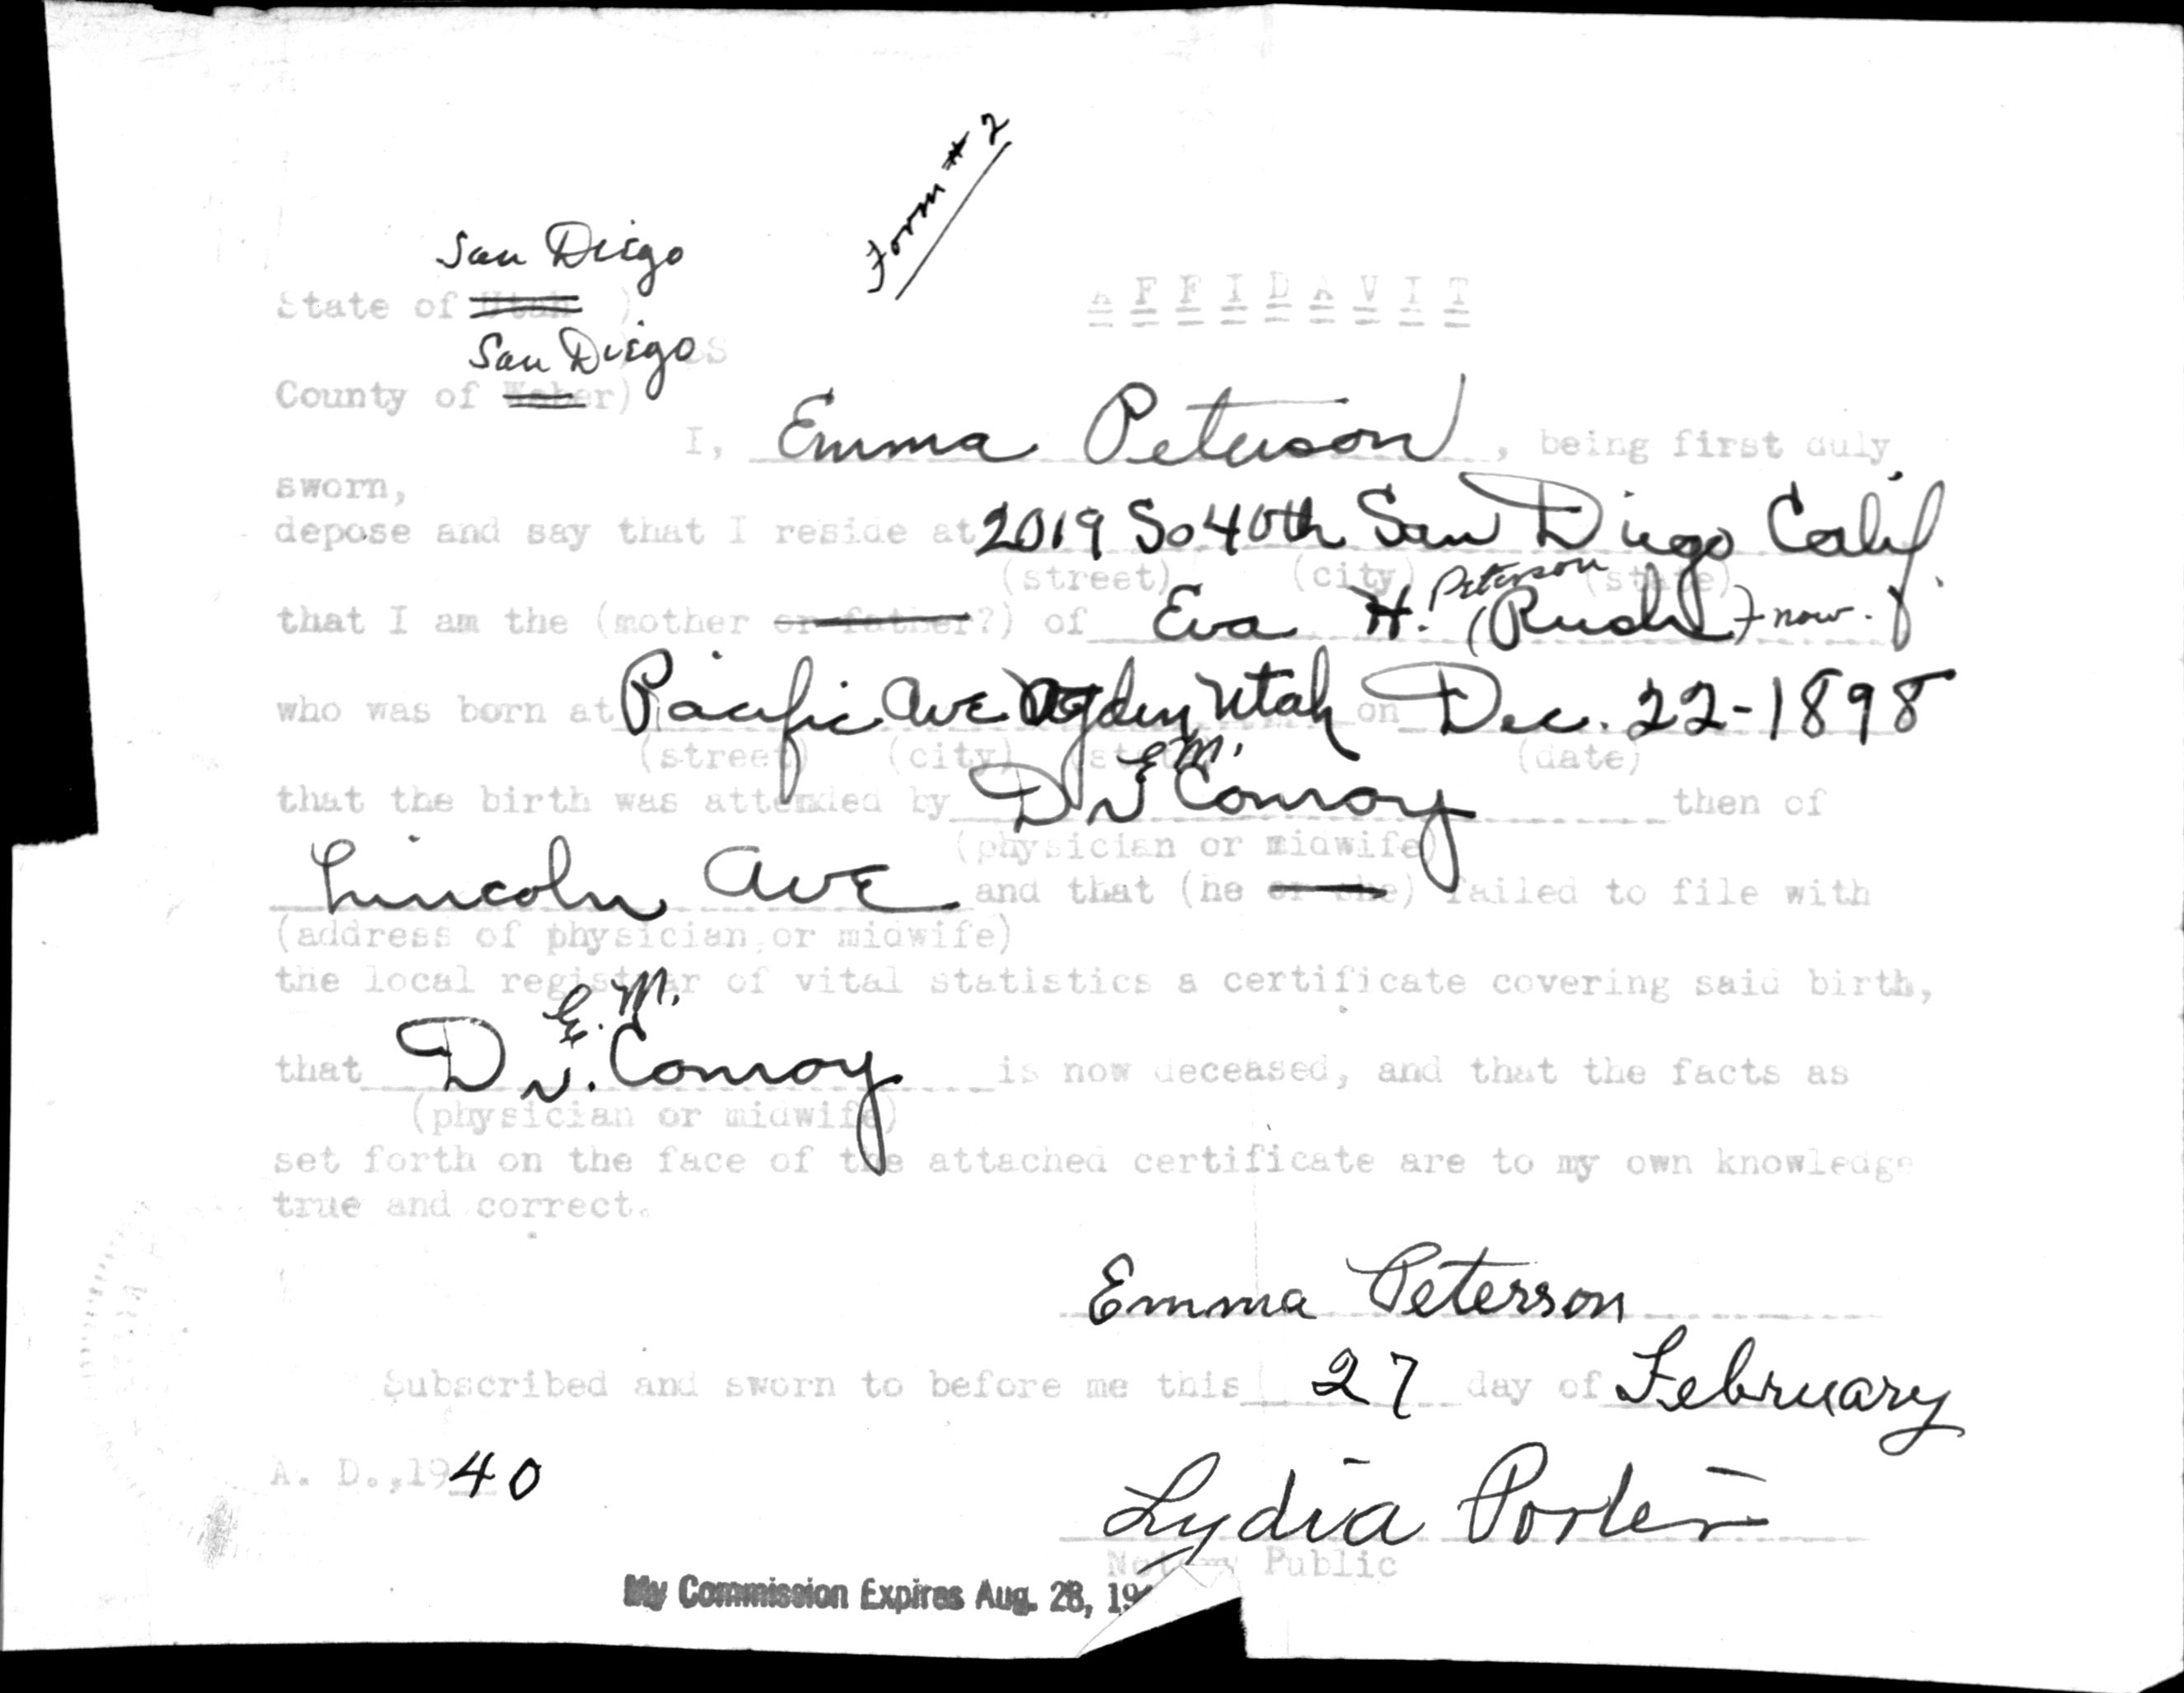 Form # 2
San Diego
State of Utah )
A F F I D A V I T
San Diego SS
County of Weber)
I, Emma Peterson, being first duly
sworn,
depose and say that I reside at 2019 So 40th San Diego Calif.
(street) (city) (state)
Peterson
that I am the (mother or father?) of Eva H. (Rude) now.
who was born at Pacific Ave Ogden Utah on Dec. 22-1898
(street) (city) (state) (date)
E. M.
that the birth was attended by Dr Conroy then of
(physician or midwife)
Lincoln Ave and that (he or she) failed to file with
(address of physician or midwife)
the local registrar of vital statistics a certificate covering said birth,
E. M.
that Dr. Conroy is now deceased, and that the facts as
(physician or midwife)
set forth on the face of the attached certificate are to my own knowledge
true and correct.
Emma Peterson
Subscribed and sworn to before me this 27 day of February
A. D.,1940
Lydia Porter
Notary Public
My Commission Expires Aug. 28, 19